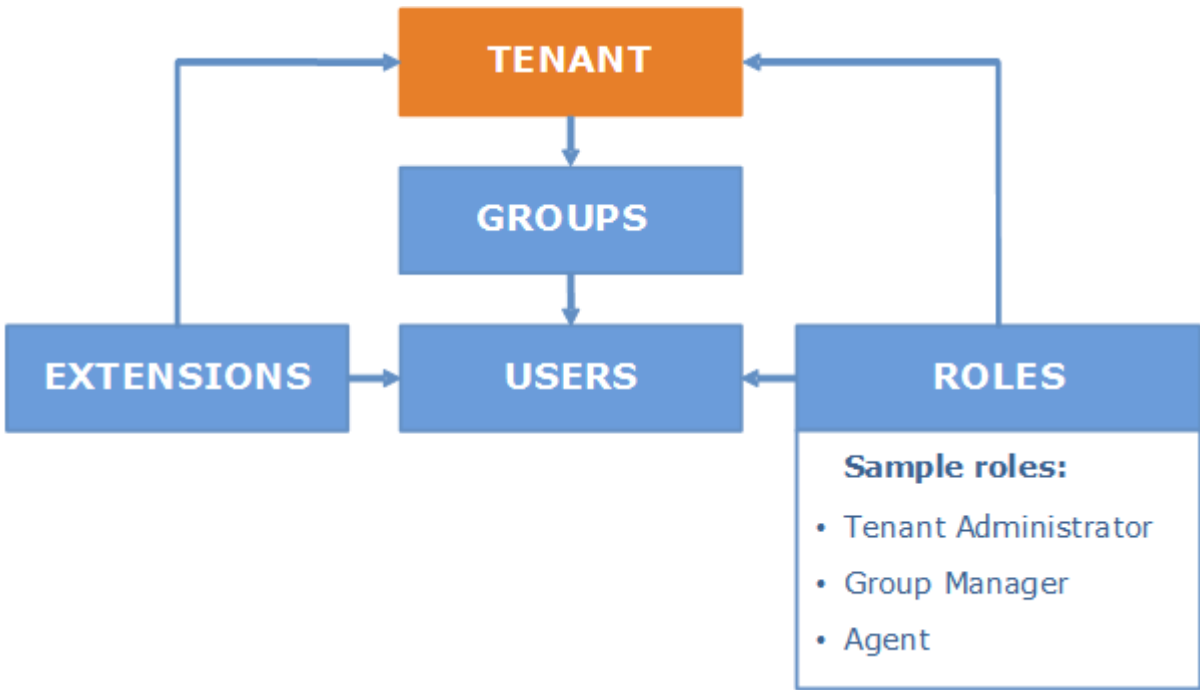 TENANT
GROUPS
EXTENSIONS
USERS
ROLES
Sample roles:
• Tenant Administrator
• Group Manager
• Agent